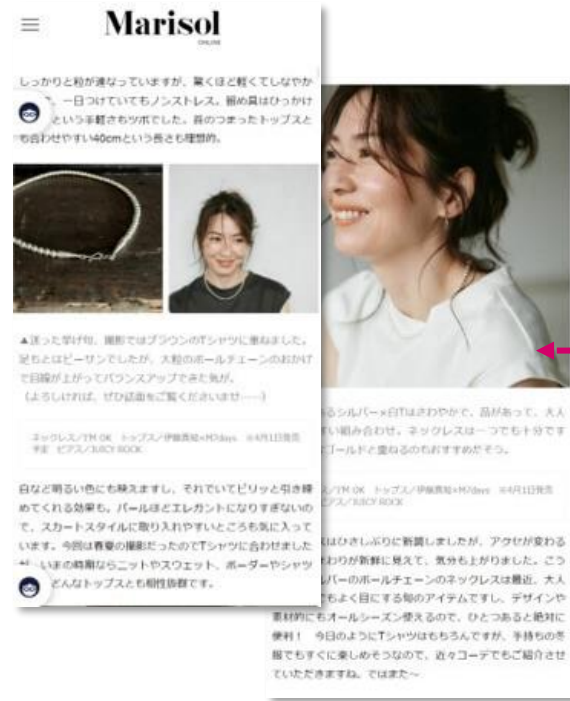 Marisol
ONLINE
しっかりと粒が連なっていますが、驚くほど軽くてしなやか
、一日つけていてもノンストレス。留め具はひっかけ
という手軽さもツボでした。首のつまったトップスと
も合わせやすい40cmという長さも理想的。
▲迷った挙げ句、撮影ではブラウンのTシャツに重ねました。
足もとはビーサンでしたが、大粒のボールチェーンのおかげ
で目線が上がってバランスアップできた気が。
(よろしければ、ぜひ誌面をご覧くださいませ……)
ネックレス/I'M OK トップス/伊藤真知×M7days ※4月1日発売
予定 ピアス/JUICY ROCK
白など明るい色にも映えますし、それでいてピリッと引き締
めてくれる効果も。パールほどエレガントになりすぎないの
で、スカートスタイルに取り入れやすいところも気に入って
います。今回は春夏の撮影だったのでTシャツに合わせました
が、いまの時期ならニットやスウェット、ボーダーやシャツ
どんなトップスとも相性抜群です。
るシルバー×白Tはさわやかで、品があって、大人
すい組み合わせ。ネックレスは一つでも十分です
ゴールドと重ねるのもおすすめだそう。
/I'M OK トップス/伊藤真知×M7days ※4月1日発売
ピアス/JUICY ROCK
はひさしぶりに新調しましたが、アクセが変わる
わりが新鮮に見えて、気分も上がりました。こう
ルバーのボールチェーンのネックレスは最近、大人
でもよく目にする旬のアイテムですし、デザインや
素材的にもオールシーズン使えるので、ひとつあると絶対に
便利! 今日のようにTシャツはもちろんですが、手持ちの冬
服でもすぐに楽しめそうなので、近々コーデでもご紹介させ
ていただきますね。ではまた〜